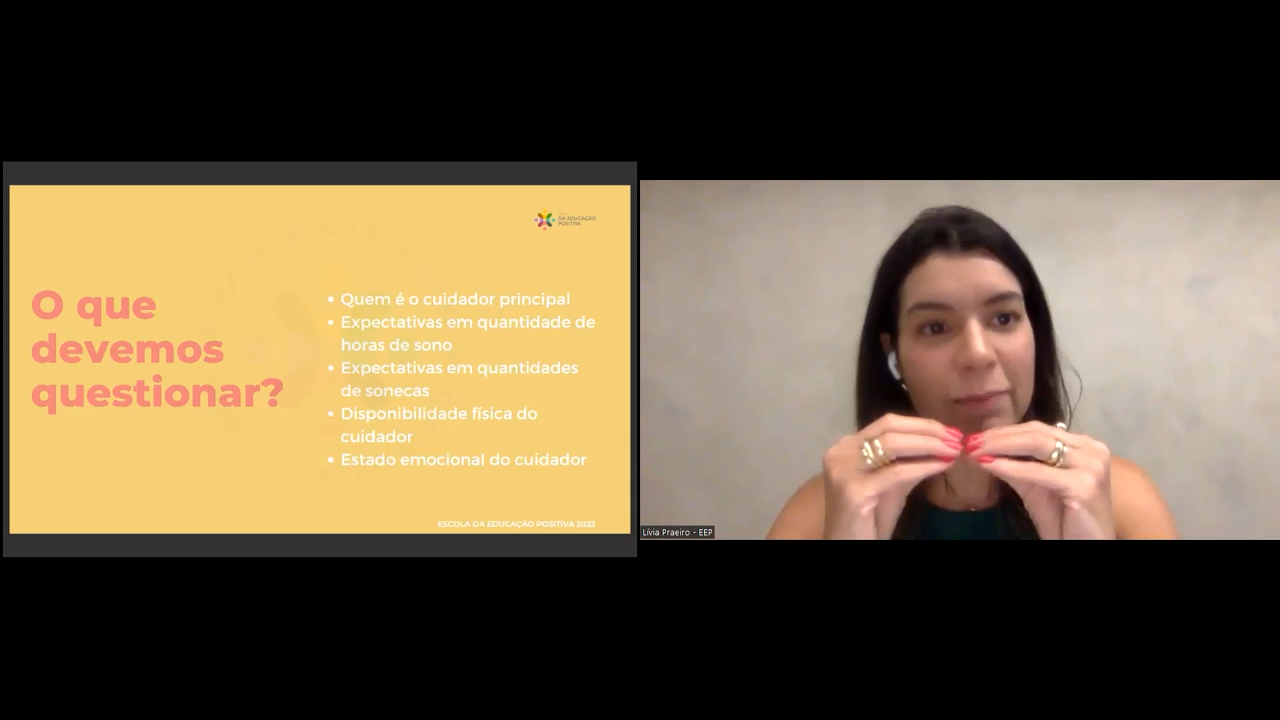 DA EDUCAÇÃO
POSITIVA
O que
devemos
questionar?
• Quem é o cuidador principal
• Expectativas em quantidade de
horas de sono
• Expectativas em quantidades
de sonecas
• Disponibilidade física do
cuidador
• Estado emocional do cuidador
ESCOLA DA EDUCAÇÃO POSITIVA 2022
Lívia Praeiro - EEP